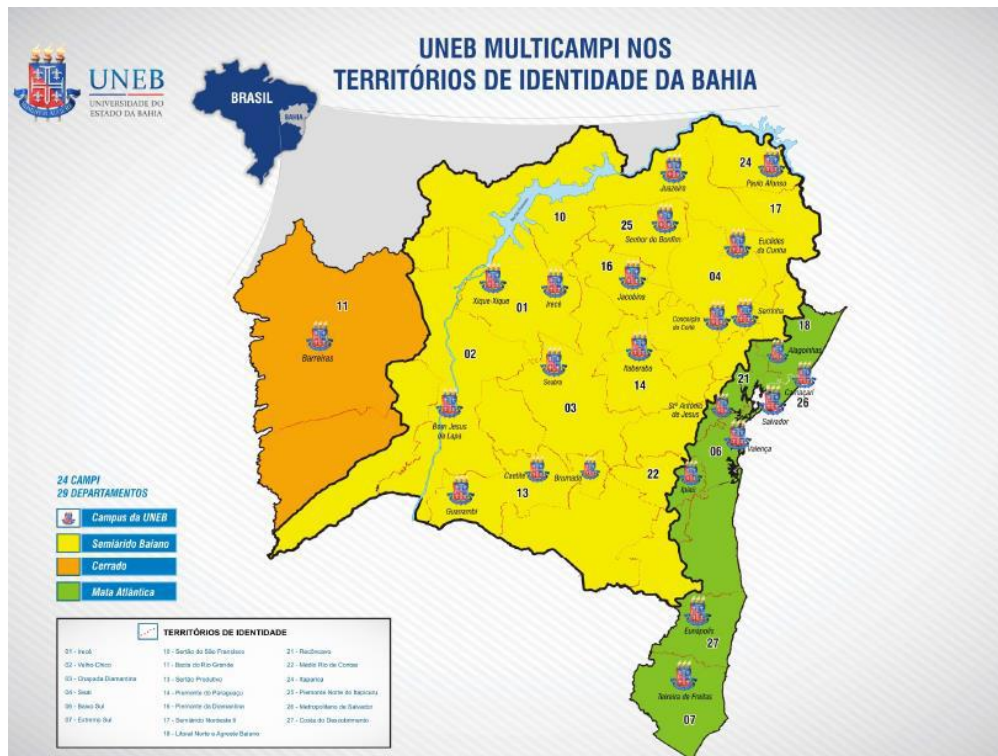 UNEB MULTICAMPI NOS
TERRITÓRIOS DE IDENTIDADE DA BAHIA
UNEB
UNIVERSIDADE DO
ESTADO DA BAHIA
BRASIL
BAHIA
24
Paulo Afonso
Juazeiro
17
10
25
Senhor do Bonfim
Euclides
da Cunha
16
04
Xique-Xique
Irecê
Jacobina
01
11
Conceição
do Coité
Serrinha
18
Barreiras
02
Seabra
Itaberaba
Alagoinhas
14
21
Camaçari
26
03
Stº Antônio
de Jesus
Salvador
Bom Jesus
da Lapa
06
Valença
22
Caetité
Brumado
Ipiaú
13
Guanambi
24 CAMPI
29 DEPARTAMENTOS
Campus da UNEB
Semiárido Baiano
Cerrado
Mata Atlântica
Eunápolis
27
Teixeira de Freitas
07
TERRITÓRIOS DE IDENTIDADE
01 - Irecê
02 - Velho Chico
03 - Chapada Diamantina
04 - Sisal
06 - Baixo Sul
07 - Extremo Sul
10 - Sertão do São Francisco
11 - Bacia do Rio Grande
13 - Sertão Produtivo
14 - Piemonte do Paraguaçu
16 - Piemonte da Diamantina
17 - Semiárido Nordeste II
18 - Litoral Norte e Agreste Baiano
21 - Recôncavo
22 - Médio Rio de Contas
24 - Itaparica
25 - Piemonte Norte do Itapicuru
26 - Metropolitano de Salvador
27 - Costa do Descobrimento